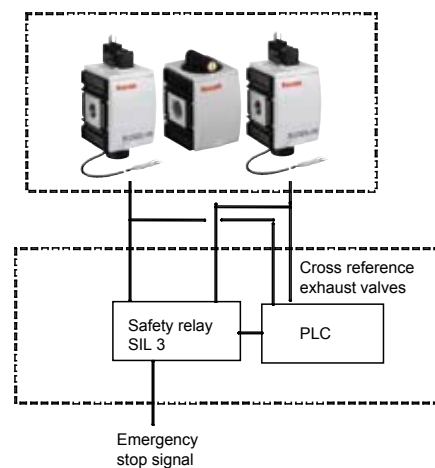 Cross reference
exhaust valves
Safety relay
SIL 3
PLC
Emergency
stop signal